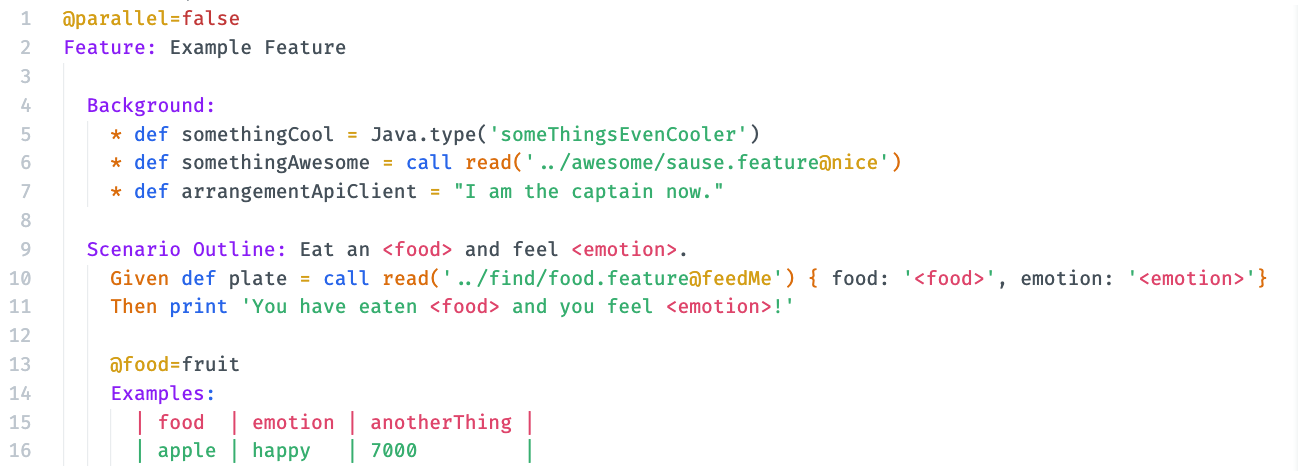 1 @parallel=false
2 Feature: Example Feature
3
4 Background:
5 * def somethingCool = Java.type('someThingsEvenCooler')
6 * def somethingAwesome = call read('../awesome/sause.feature@nice')
7 * def arrangementApiClient = "I am the captain now."
8
9 Scenario Outline: Eat an <food> and feel <emotion>.
10 Given def plate = call read('../find/food.feature@feedMe') { food: '<food>', emotion: '<emotion>'}
11 Then print 'You have eaten <food> and you feel <emotion>!'
12
13 @food=fruit
14 Examples:
15 | food | emotion | anotherThing |
16 | apple | happy | 7000 |